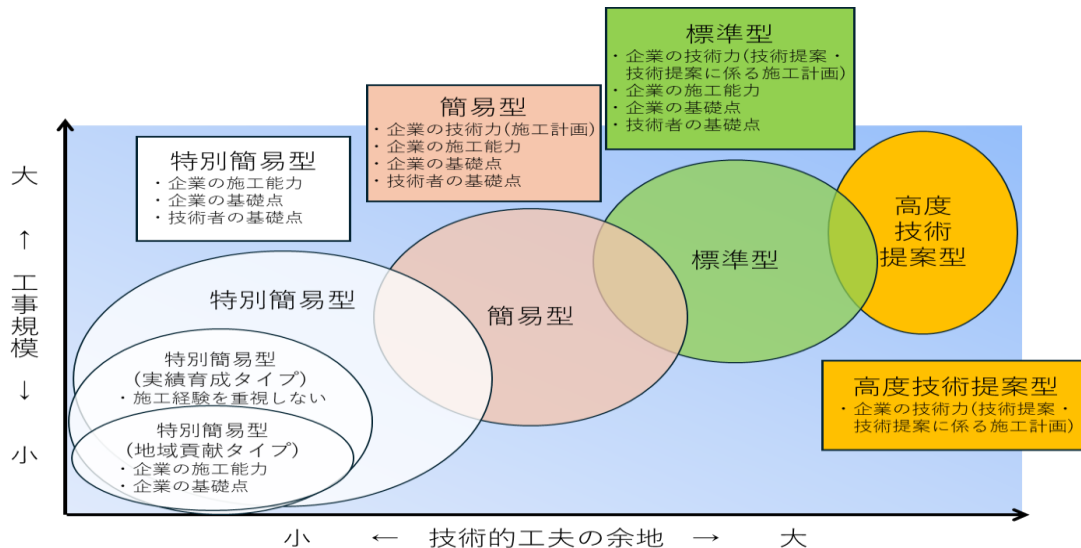 標準型
・企業の技術力(技術提案・
技術提案に係る施工計画)
・企業の施工能力
・企業の基礎点
・技術者の基礎点
簡易型
・企業の技術力(施工計画)
・企業の施工能力
・企業の基礎点
・技術者の基礎点
特別簡易型
・企業の施工能力
・企業の基礎点
・技術者の基礎点
大
↑
工事規模
↓
小
高度
技術
提案型
標準型
簡易型
特別簡易型
特別簡易型
(実績育成タイプ)
・施工経験を重視しない
特別簡易型
(地域貢献タイプ)
・企業の施工能力
・企業の基礎点
高度技術提案型
・企業の技術力(技術提案・
技術提案に係る施工計画)
小 ← 技術的工夫の余地 → 大